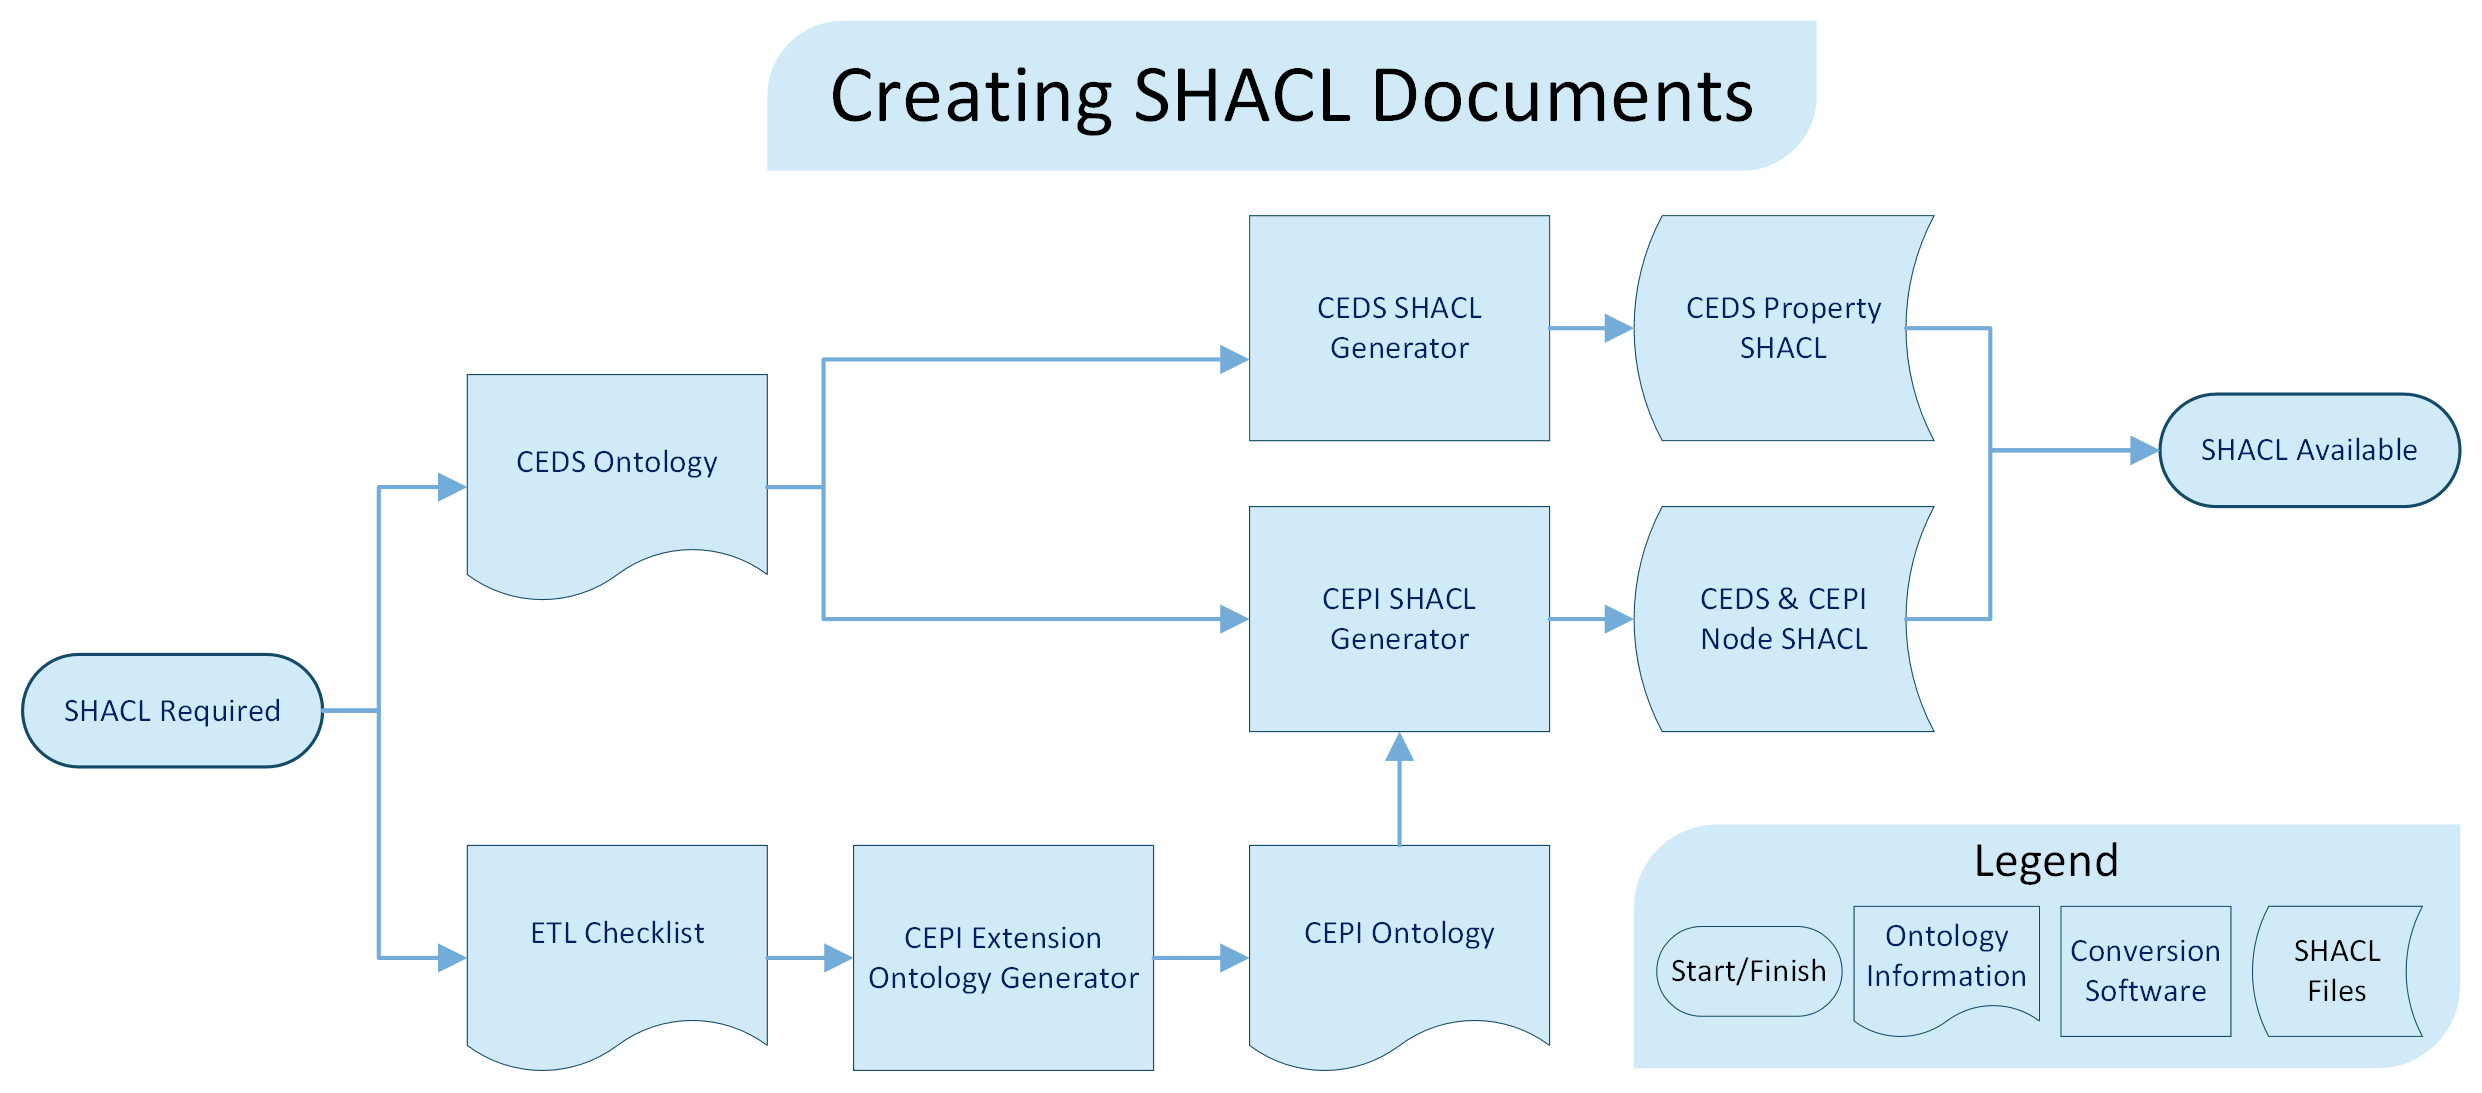 Creating SHACL Documents
CEDS SHACL
Generator
CEDS Property
SHACL
CEDS Ontology
SHACL Available
CEPI SHACL
Generator
CEDS & CEPI
Node SHACL
SHACL Required
ETL Checklist
CEPI Extension
Ontology Generator
CEPI Ontology
Legend
Start/Finish
Ontology
Information
Conversion
Software
SHACL
Files